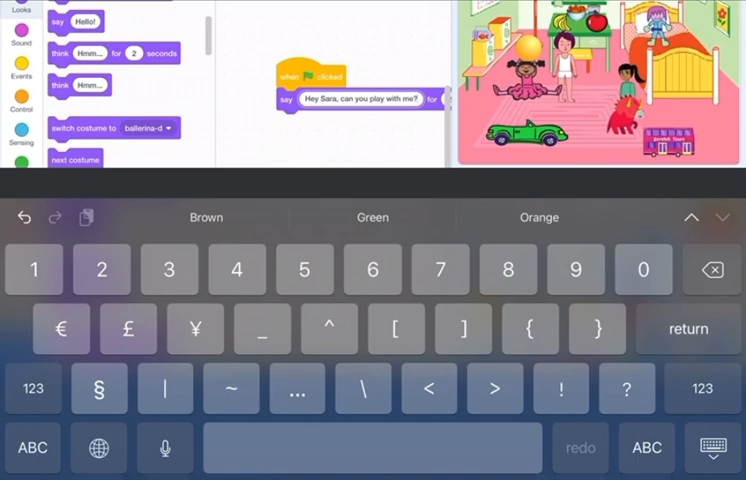 Looks
say Hello!
Sound
think Hmm... for 2 seconds
Events
think Hmm...
Control
switch costume to ballerina-d
Sensing
next costume
when clicked
say Hey Sara, can you play with me? for
Scratch Tours
Brown Green Orange
1 2 3 4 5 6 7 8 9 0
€ £ ¥ _ ^ [ ] { } return
123 § | ~ ... \ < > ! ? 123
ABC redo ABC